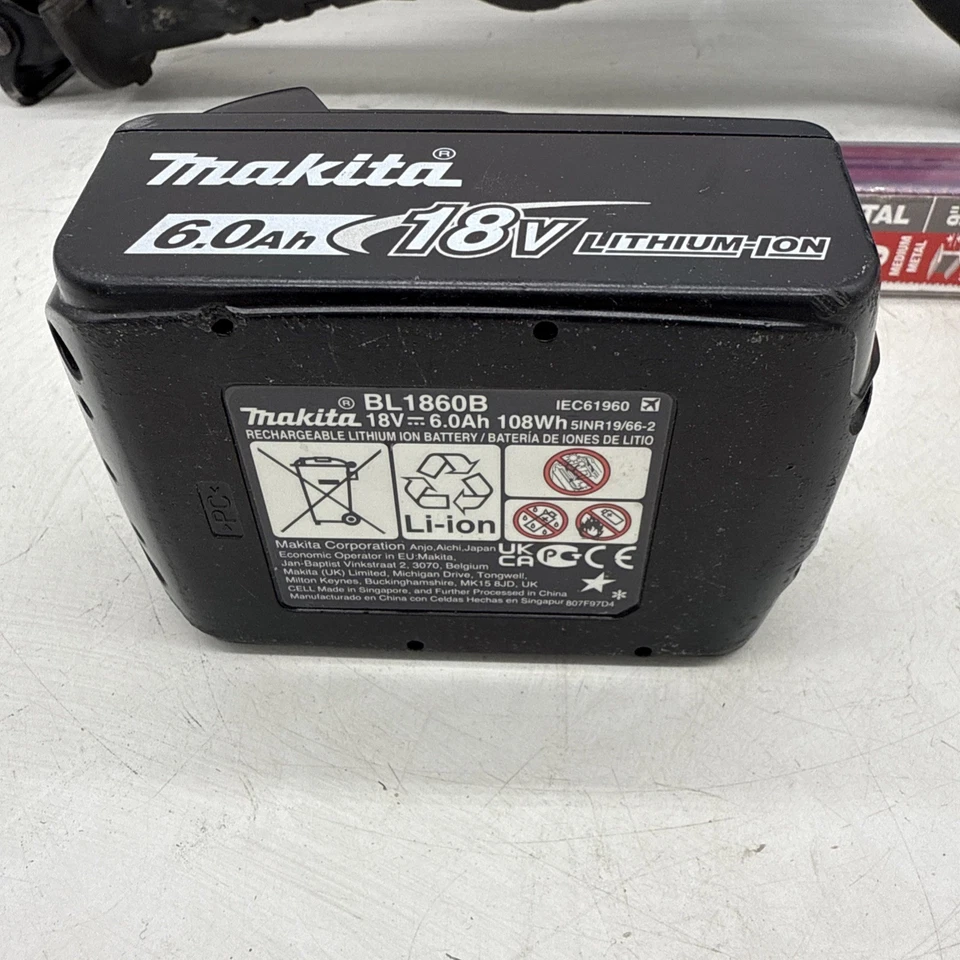 makita®
6.0Ah 18V LITHIUM-ION
TAL
MEDIUM
METAL
makita® BL1860B IEC61960
18V 6.0Ah 108Wh 5INR19/66-2
RECHARGEABLE LITHIUM ION BATTERY / BATERÍA DE IONES DE LITIO
Li-ion
>PC<
Makita Corporation Anjo,Aichi,Japan
Economic Operator in EU:Makita,
Jan-Baptist Vinkstraat 2, 3070, Belgium
Makita (UK) Limited, Michigan Drive, Tongwell,
Milton Keynes, Buckinghamshire, MK15 8JD, UK
CELL Made in Singapore, and Further Processed in China
Manufacturado en China con Celdas Hechas en Singapur 807F97D4
UK
CA
CE